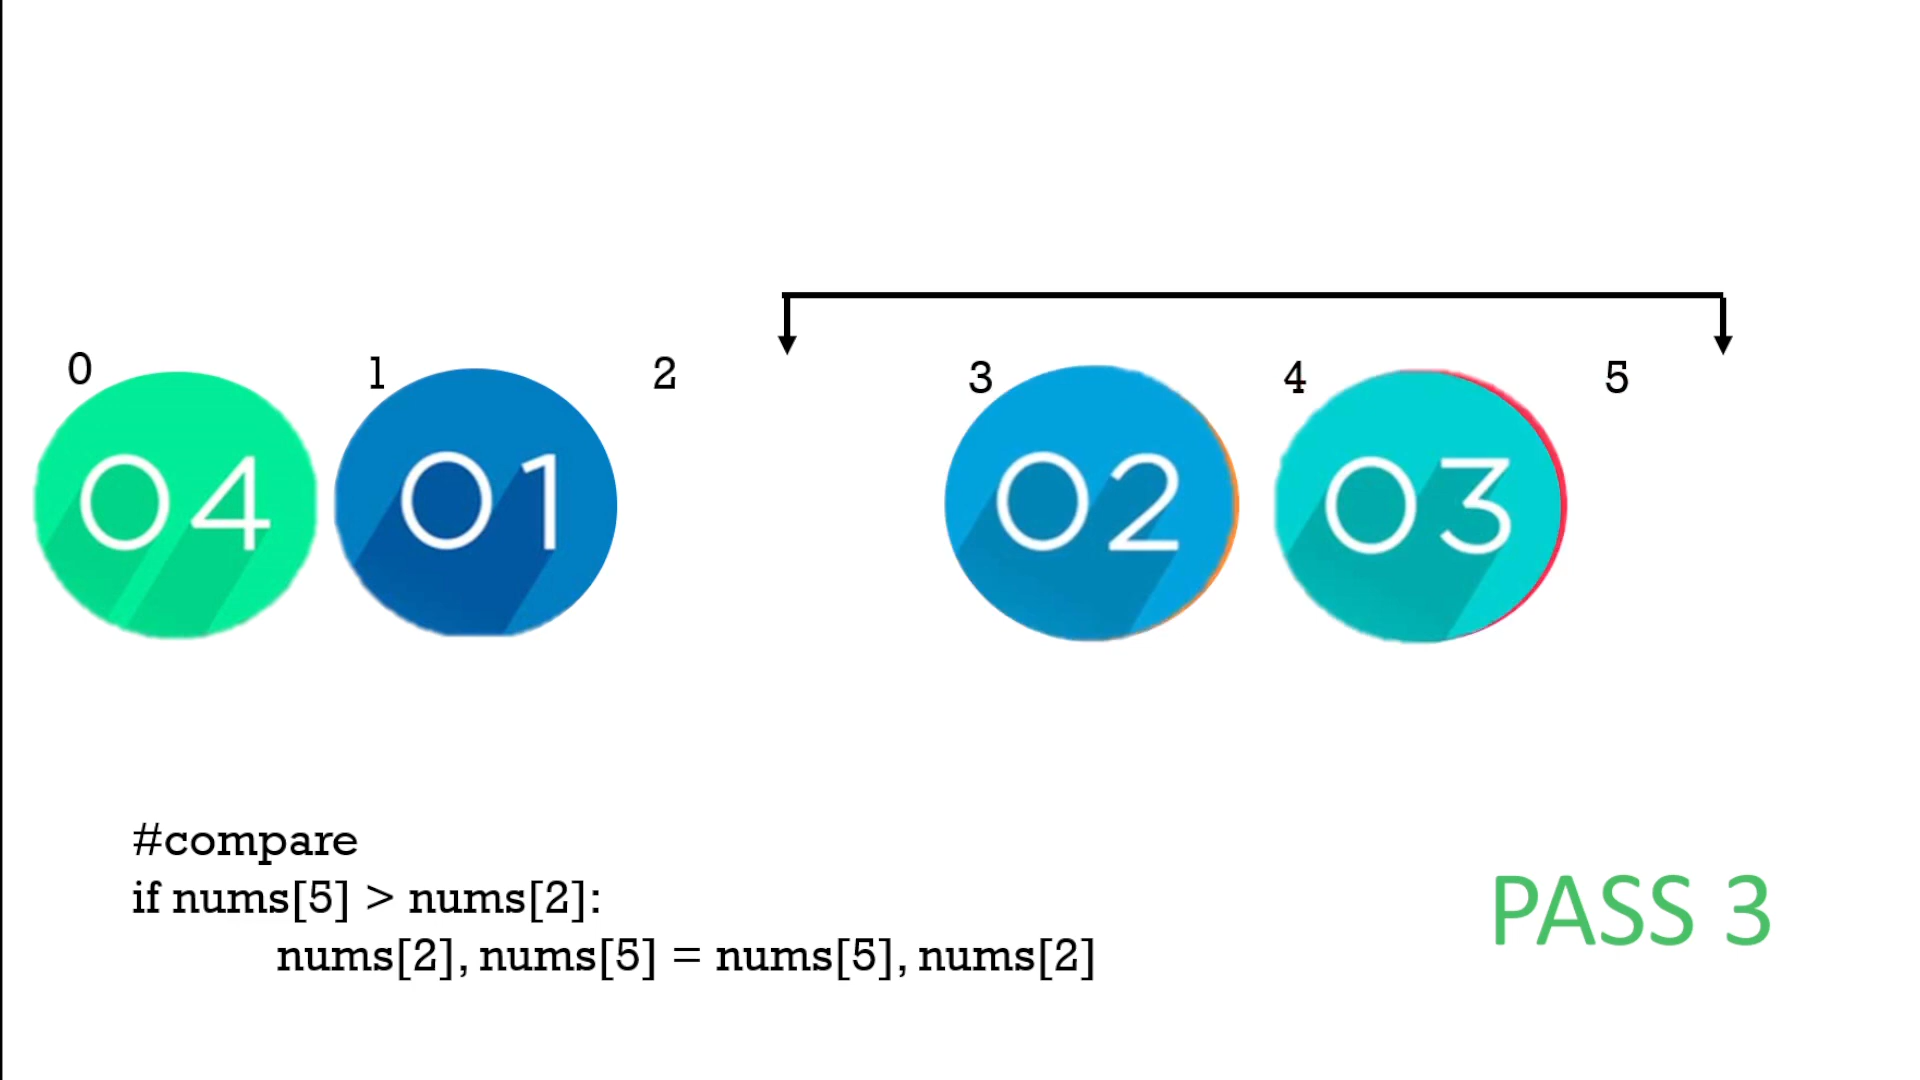 0 1 2 3 4 5
04 01 02 03
#compare
if nums[5] > nums[2]:
nums[2], nums[5] = nums[5], nums[2]
PASS 3